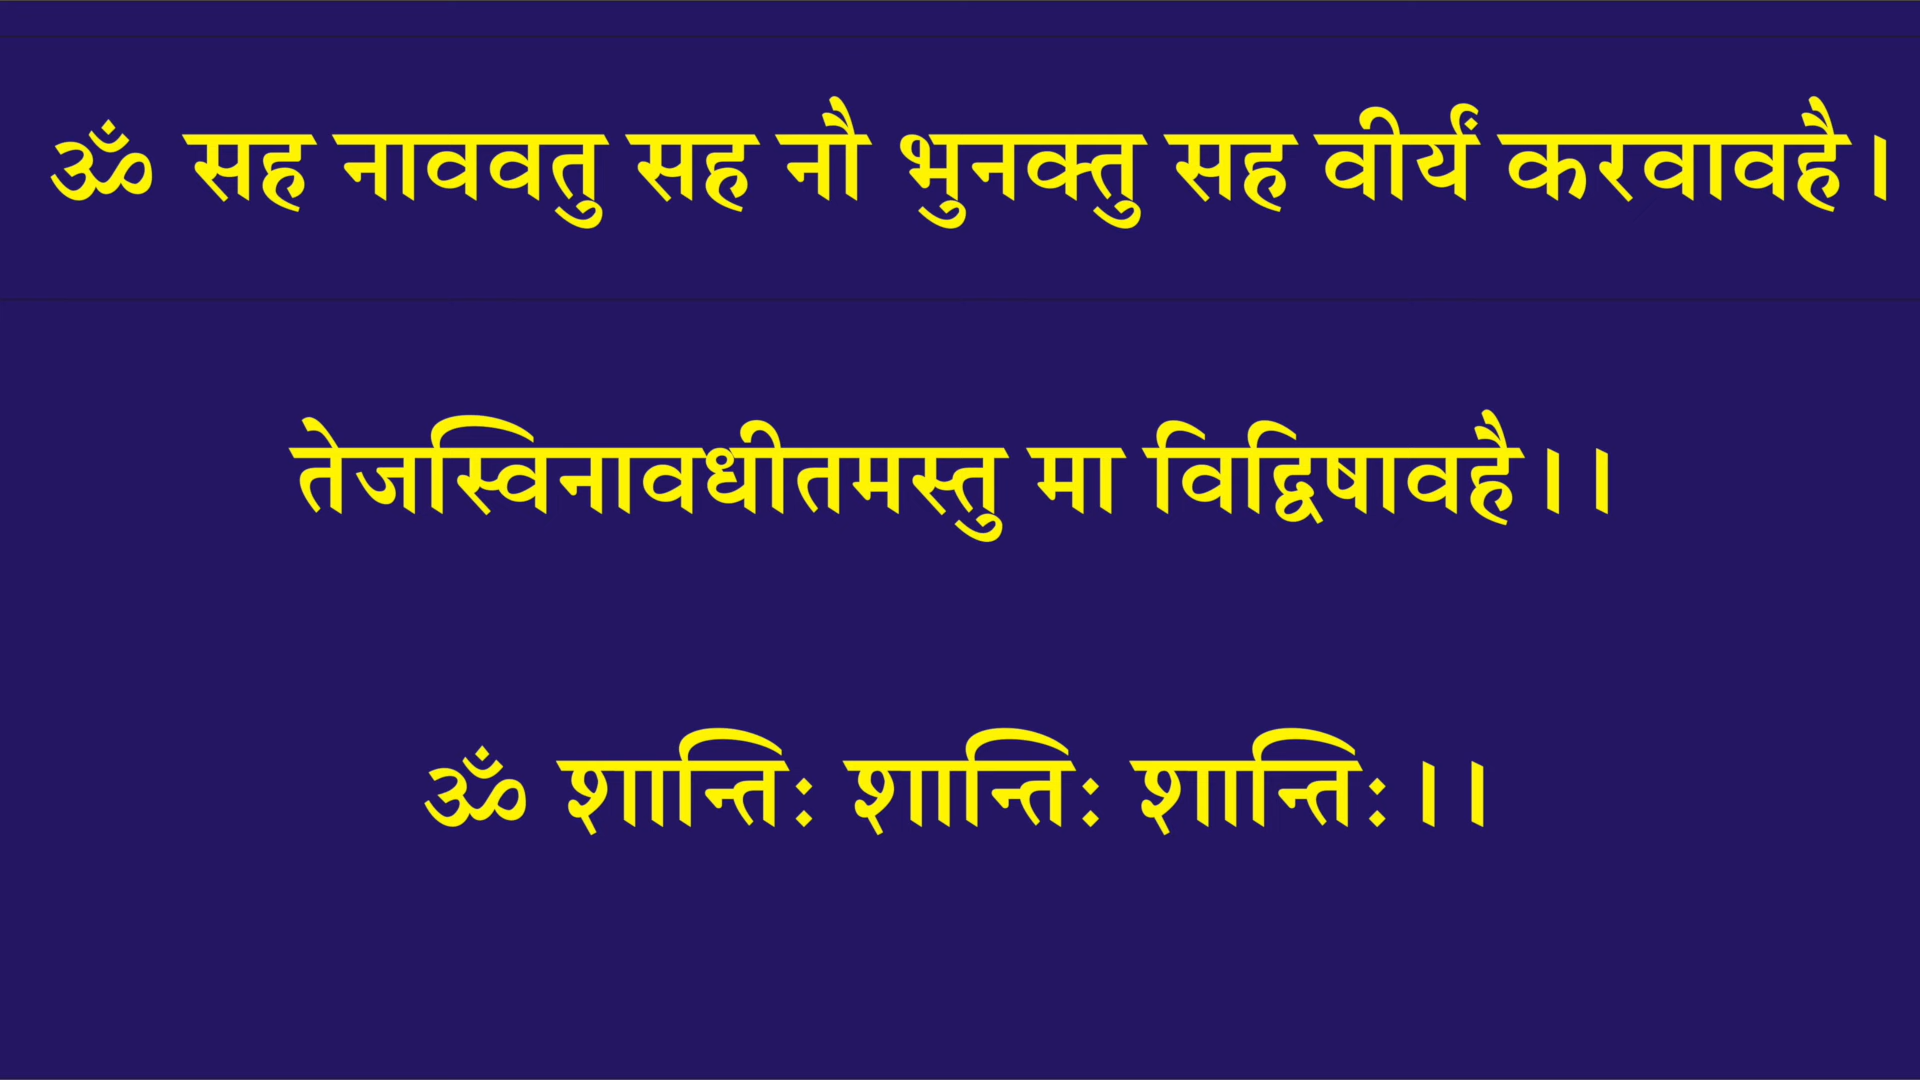 ॐ सह नाववतु सह नौ भुनक्तु सह वीर्यं करवावहै।
तेजस्विनावधीतमस्तु मा विद्विषावहै।।
ॐ शान्तिः शान्तिः शान्तिः।।